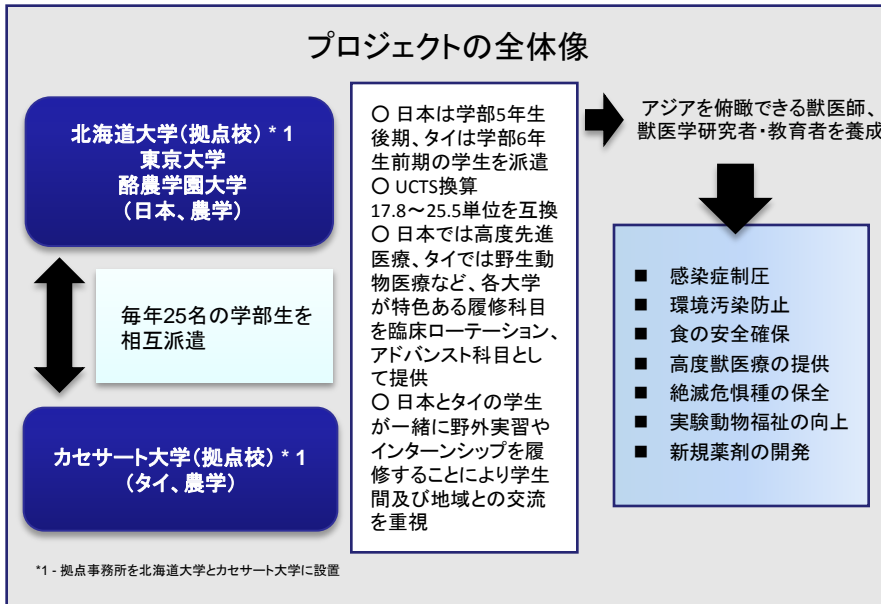 プロジェクトの全体像
北海道大学（拠点校）＊1
東京大学
酪農学園大学
（日本、農学）
毎年25名の学部生を
相互派遣
カセサート大学（拠点校）＊1
（タイ、農学）
○ 日本は学部5年生
後期、タイは学部6年
生前期の学生を派遣
○ UCTS換算
17.8～25.5単位を互換
○ 日本では高度先進
医療、タイでは野生動
物医療など、各大学
が特色ある履修科目
を臨床ローテーション、
アドバンスト科目とし
て提供
○ 日本とタイの学生
が一緒に野外実習や
インターンシップを履
修することにより学生
間及び地域との交流
を重視
アジアを俯瞰できる獣医師、
獣医学研究者・教育者を養成
■ 感染症制圧
■ 環境汚染防止
■ 食の安全確保
■ 高度獣医療の提供
■ 絶滅危惧種の保全
■ 実験動物福祉の向上
■ 新規薬剤の開発
*1 - 拠点事務所を北海道大学とカセサート大学に設置